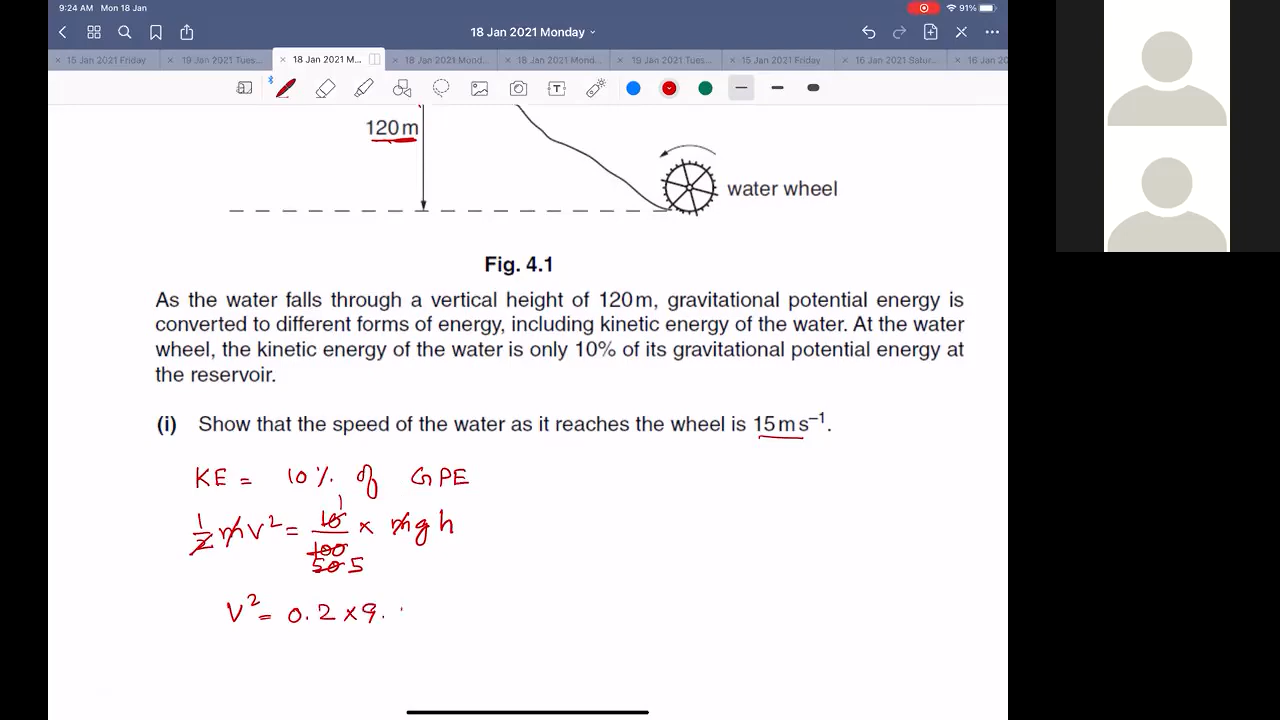 9:24 AM Mon 18 Jan
91%
18 Jan 2021 Monday
15 Jan 2021 Friday
19 Jan 2021 Tues...
18 Jan 2021 M...
18 Jan 2021 Mond...
18 Jan 2021 Mond...
19 Jan 2021 Tues...
15 Jan 2021 Friday
16 Jan 2021 Satur...
16 Jan 20
120 m
water wheel
Fig. 4.1
As the water falls through a vertical height of 120 m, gravitational potential energy is
converted to different forms of energy, including kinetic energy of the water. At the water
wheel, the kinetic energy of the water is only 10% of its gravitational potential energy at
the reservoir.
(i) Show that the speed of the water as it reaches the wheel is 15 m s⁻¹.
KE = 10% of GPE
1/2 mv² = 10/100 × mgh
1
50 5
V² = 0.2 × 9.